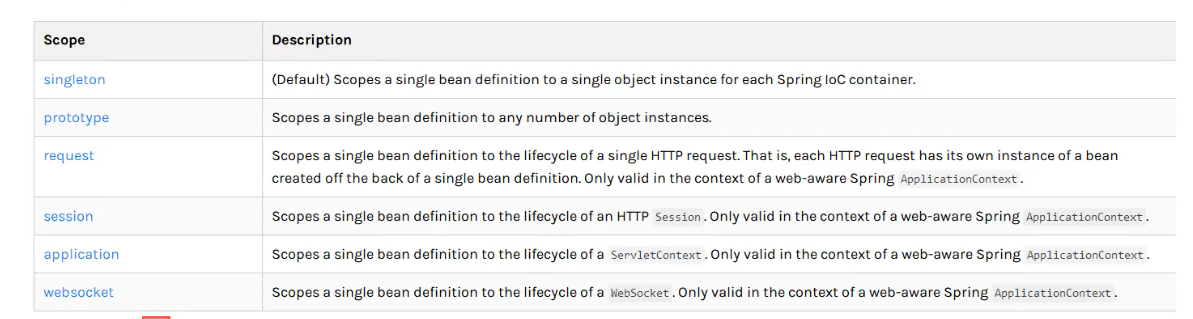 Scope Description
singleton (Default) Scopes a single bean definition to a single object instance for each Spring IoC container.
prototype Scopes a single bean definition to any number of object instances.
request Scopes a single bean definition to the lifecycle of a single HTTP request. That is, each HTTP request has its own instance of a bean
created off the back of a single bean definition. Only valid in the context of a web-aware Spring ApplicationContext.
session Scopes a single bean definition to the lifecycle of an HTTP Session. Only valid in the context of a web-aware Spring ApplicationContext.
application Scopes a single bean definition to the lifecycle of a ServletContext. Only valid in the context of a web-aware Spring ApplicationContext.
websocket Scopes a single bean definition to the lifecycle of a WebSocket. Only valid in the context of a web-aware Spring ApplicationContext.